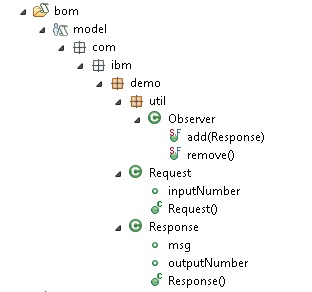 bom
model
com
ibm
demo
util
Observer
add(Response)
remove()
Request
inputNumber
Request()
Response
msg
outputNumber
Response()